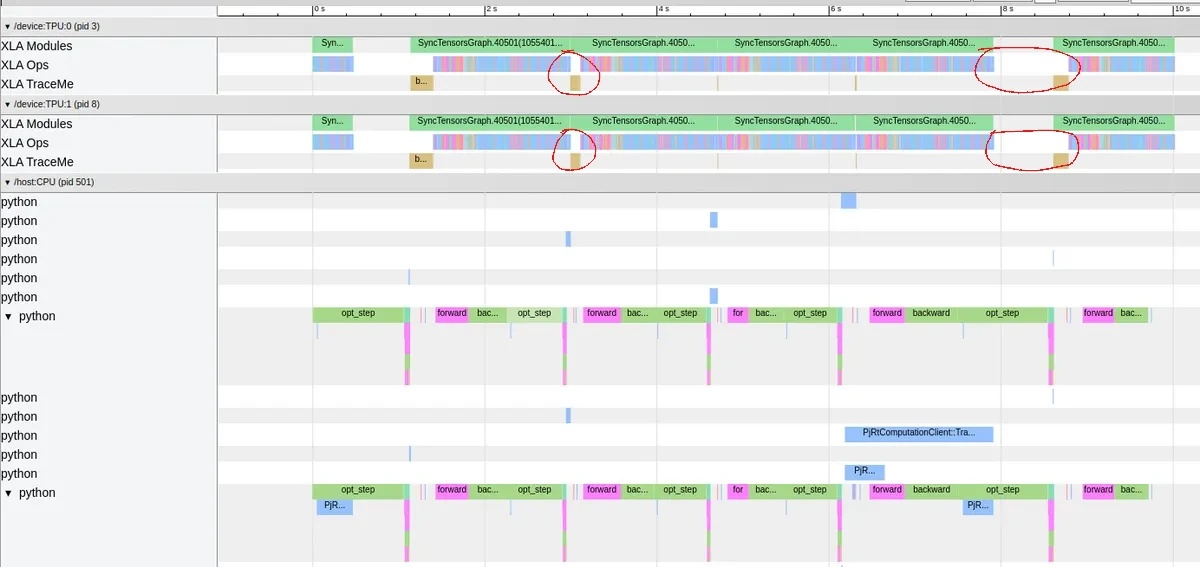 0 s 2 s 4 s 6 s 8 s 10 s
▼ /device:TPU:0 (pid 3)
XLA Modules Syn... SyncTensorsGraph.40501(1055401... SyncTensorsGraph.4050... SyncTensorsGraph.4050... SyncTensorsGraph.4050... SyncTensorsGraph.4050...
XLA Ops
XLA TraceMe b...
▼ /device:TPU:1 (pid 8)
XLA Modules Syn... SyncTensorsGraph.40501(1055401... SyncTensorsGraph.4050... SyncTensorsGraph.4050... SyncTensorsGraph.4050... SyncTensorsGraph.4050...
XLA Ops
XLA TraceMe b...
▼ /host:CPU (pid 501)
python
python
python
python
python
python
▼ python opt_step forward bac... opt_step forward bac... opt_step for bac... opt_step forward backward opt_step forward bac...
python
python
python PjRtComputationClient::Tra...
python
python PjR...
▼ python opt_step forward bac... opt_step forward bac... opt_step for bac... opt_step forward backward opt_step forward bac...
PjR... PjR...